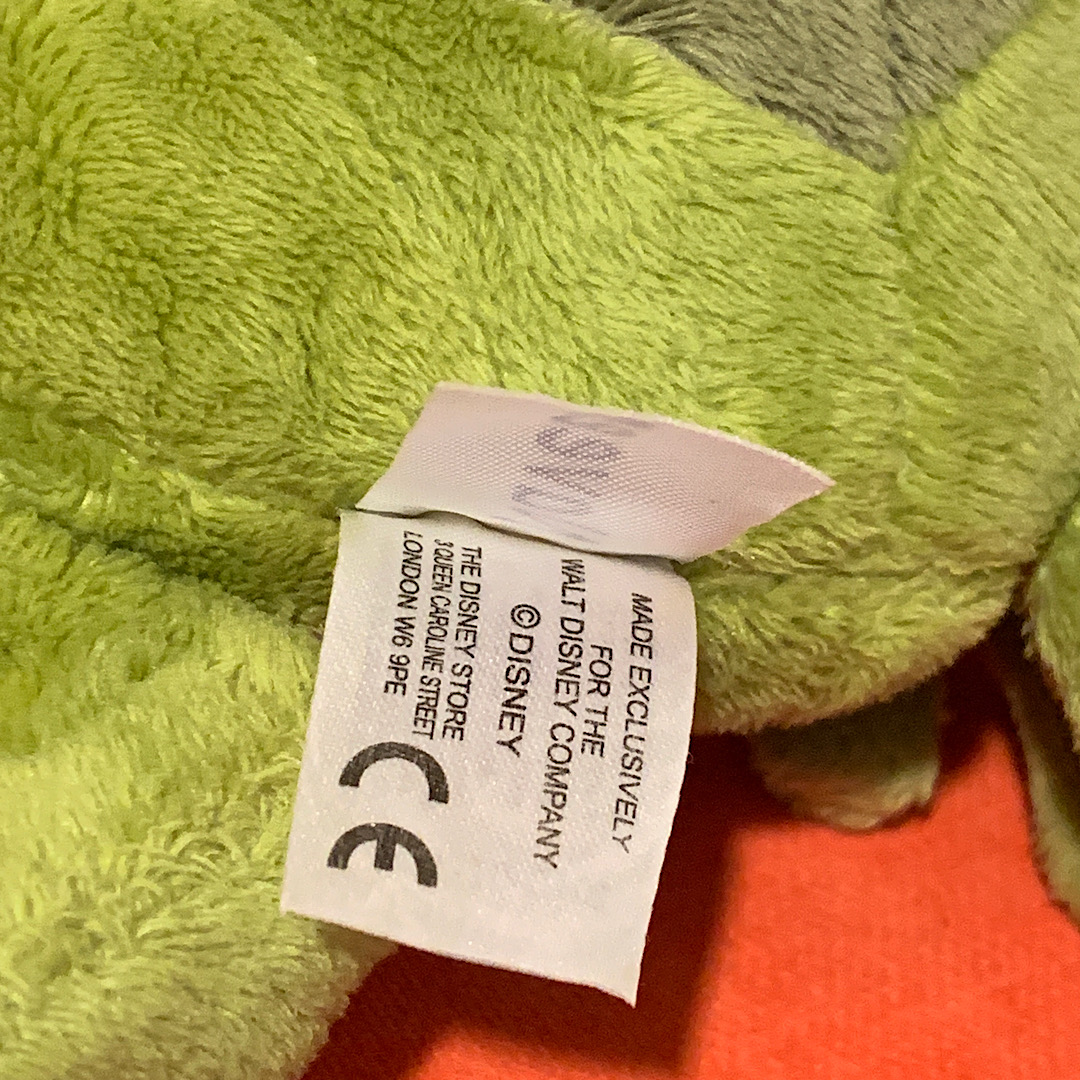 MADE EXCLUSIVELY
FOR THE
WALT DISNEY COMPANY
©DISNEY
THE DISNEY STORE
3 QUEEN CAROLINE STREET
LONDON W6 9PE
CE